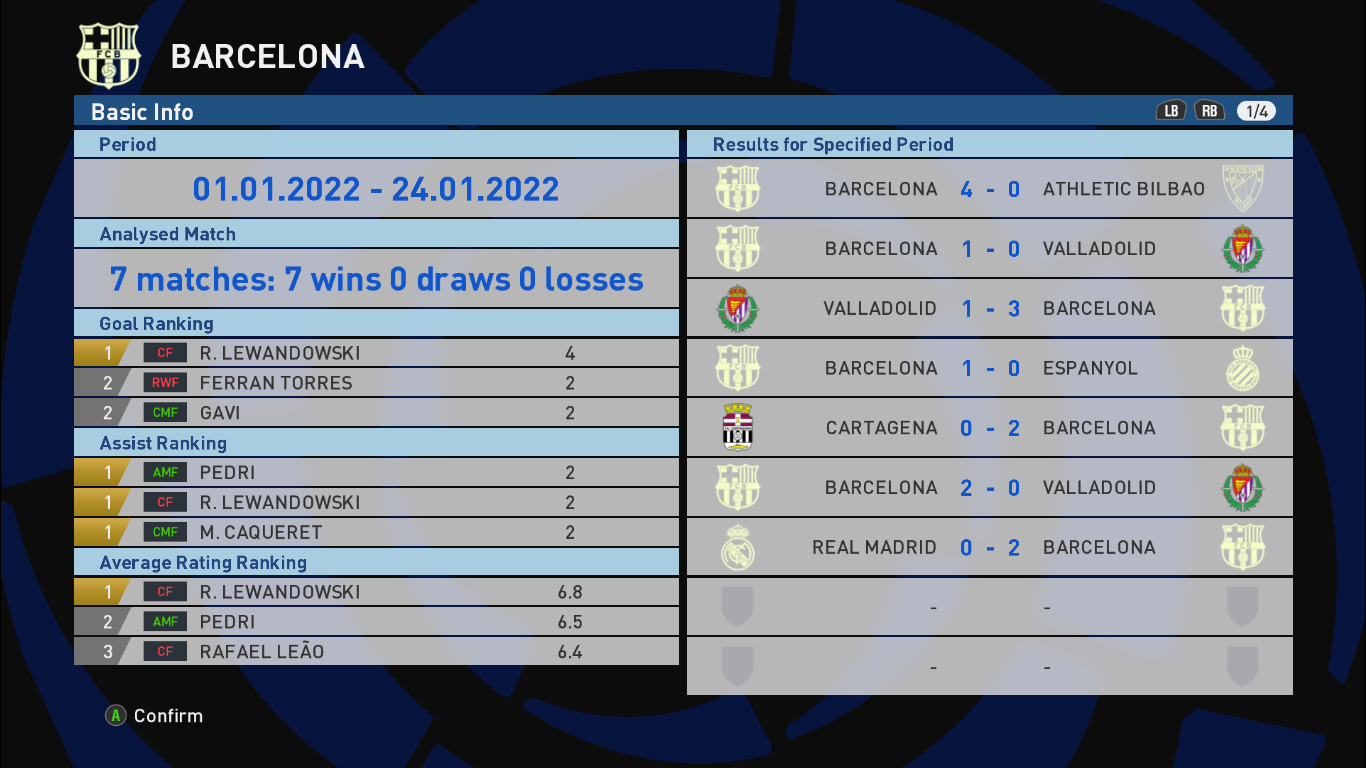 BARCELONA
Basic Info
LB RB 1/4
Period
01.01.2022 - 24.01.2022
Analysed Match
7 matches: 7 wins 0 draws 0 losses
Goal Ranking
1 CF R. LEWANDOWSKI 4
2 RWF FERRAN TORRES 2
2 CMF GAVI 2
Assist Ranking
1 AMF PEDRI 2
1 CF R. LEWANDOWSKI 2
1 CMF M. CAQUERET 2
Average Rating Ranking
1 CF R. LEWANDOWSKI 6.8
2 AMF PEDRI 6.5
3 CF RAFAEL LEÃO 6.4
Results for Specified Period
BARCELONA 4 - 0 ATHLETIC BILBAO
BARCELONA 1 - 0 VALLADOLID
VALLADOLID 1 - 3 BARCELONA
BARCELONA 1 - 0 ESPANYOL
CARTAGENA 0 - 2 BARCELONA
BARCELONA 2 - 0 VALLADOLID
REAL MADRID 0 - 2 BARCELONA
- -
- -
A Confirm